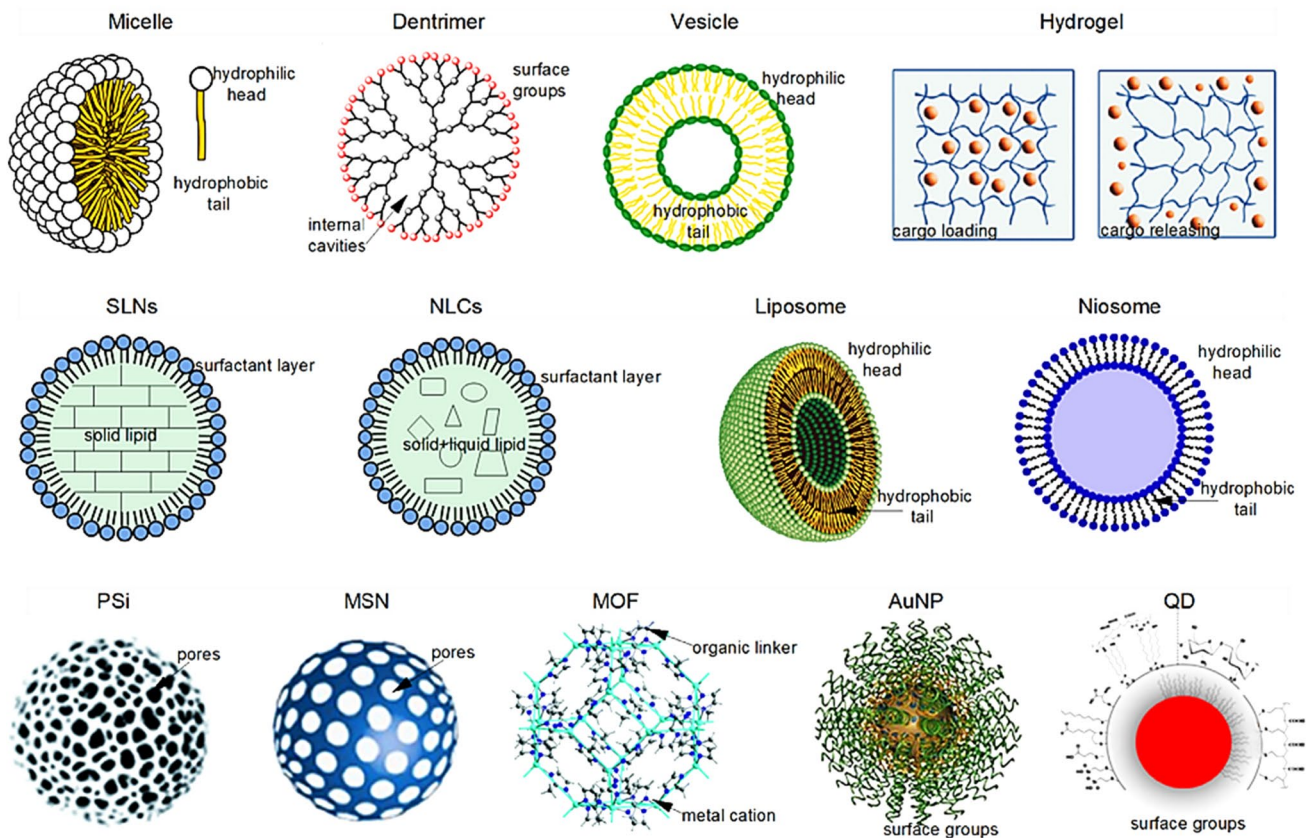 Micelle
Dentrimer
Vesicle
Hydrogel
hydrophilic
head
hydrophobic
tail
surface
groups
internal
cavities
hydrophilic
head
hydrophobic
tail
cargo loading
cargo releasing
SLNs
NLCs
Liposome
Niosome
surfactant layer
solid lipid
surfactant layer
solid+liquid lipid
hydrophilic
head
hydrophobic
tail
hydrophilic
head
hydrophobic
tail
PSi
MSN
MOF
AuNP
QD
pores
pores
organic linker
metal cation
surface groups
surface groups